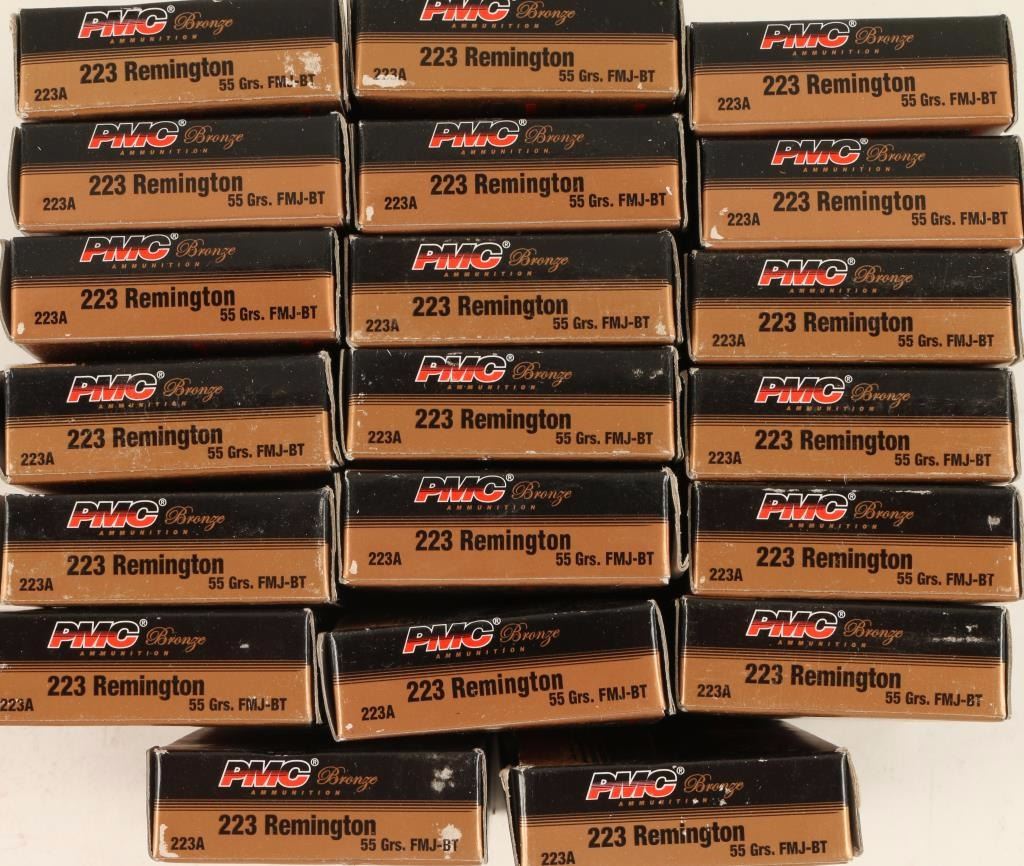 PMC® Bronze
AMMUNITION
223 Remington
223A 55 Grs. FMJ-BT
PMC® Bronze
AMMUNITION
223 Remington
223A 55 Grs. FMJ-BT
PMC® Bronze
AMMUNITION
223 Remington
223A 55 Grs. FMJ-BT
PMC® Bronze
AMMUNITION
223 Remington
223A 55 Grs. FMJ-BT
PMC® Bronze
AMMUNITION
223 Remington
223A 55 Grs. FMJ-BT
PMC® Bronze
AMMUNITION
223 Remington
223A 55 Grs. FMJ-BT
PMC® Bronze
AMMUNITION
223 Remington
223A 55 Grs. FMJ-BT
PMC® Bronze
AMMUNITION
223 Remington
223A 55 Grs. FMJ-BT
PMC® Bronze
AMMUNITION
223 Remington
223A 55 Grs. FMJ-BT
PMC® Bronze
AMMUNITION
223 Remington
223A 55 Grs. FMJ-BT
PMC® Bronze
AMMUNITION
223 Remington
223A 55 Grs. FMJ-BT
PMC® Bronze
AMMUNITION
223 Remington
223A 55 Grs. FMJ-BT
PMC® Bronze
AMMUNITION
223 Remington
223A 55 Grs. FMJ-BT
PMC® Bronze
AMMUNITION
223 Remington
223A 55 Grs. FMJ-BT
PMC® Bronze
AMMUNITION
223 Remington
223A 55 Grs. FMJ-BT
PMC® Bronze
AMMUNITION
223 Remington
223A 55 Grs. FMJ-BT
PMC® Bronze
AMMUNITION
223 Remington
223A 55 Grs. FMJ-BT
PMC® Bronze
AMMUNITION
223 Remington
223A 55 Grs. FMJ-BT
PMC® Bronze
AMMUNITION
223 Remington
223A 55 Grs. FMJ-BT
PMC® Bronze
AMMUNITION
223 Remington
223A 55 Grs. FMJ-BT